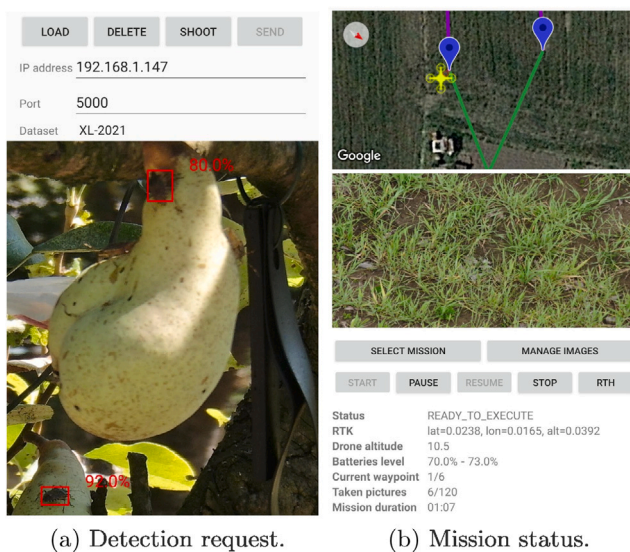 LOAD DELETE SHOOT SEND
IP address 192.168.1.147
Port 5000
Dataset XL-2021
80.0%
92.0%
(a) Detection request.
Google
SELECT MISSION MANAGE IMAGES
START PAUSE RESUME STOP RTH
Status READY_TO_EXECUTE
RTK lat=0.0238, lon=0.0165, alt=0.0392
Drone altitude 10.5
Batteries level 70.0% - 73.0%
Current waypoint 1/6
Taken pictures 6/120
Mission duration 01:07
(b) Mission status.